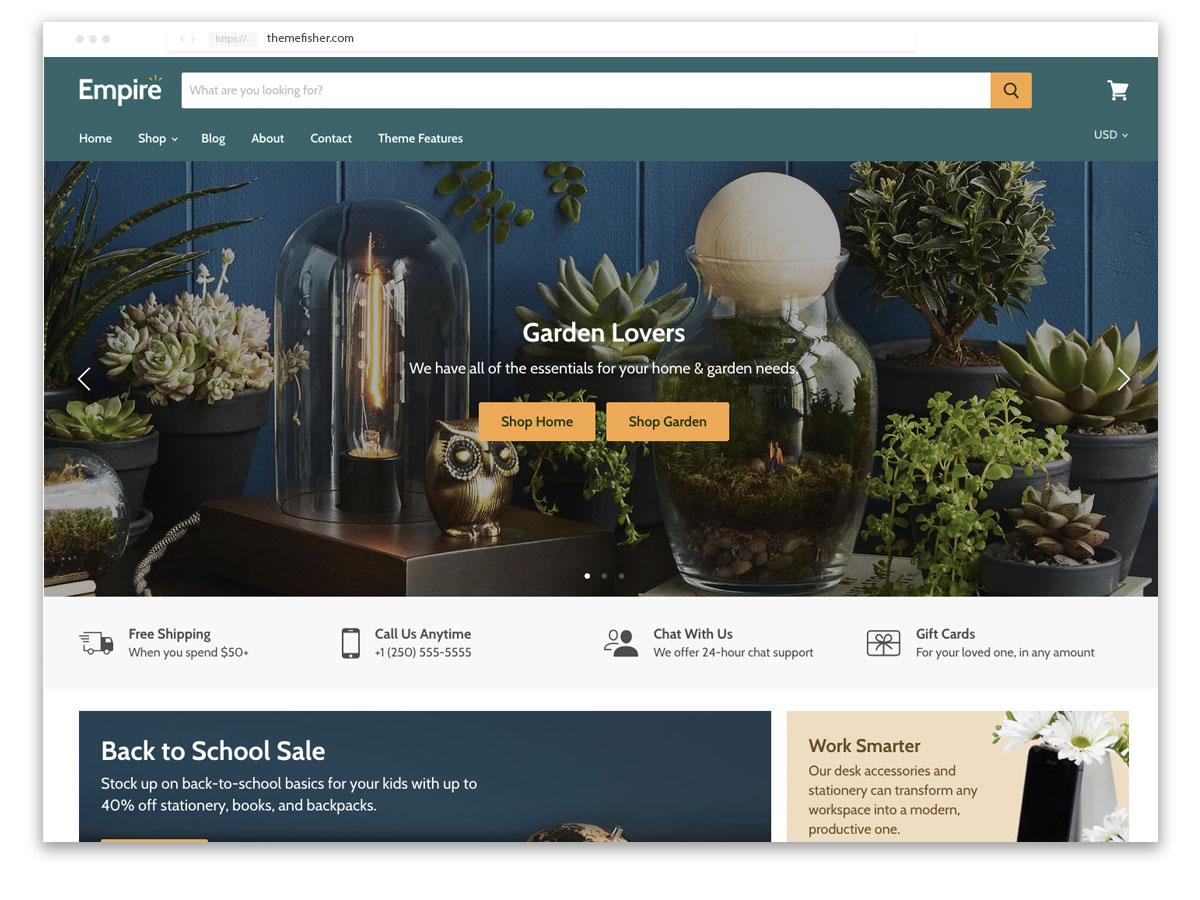 https://
themefisher.com
Empire
What are you looking for?
Home
Shop
Blog
About
Contact
Theme Features
USD
Garden Lovers
We have all of the essentials for your home & garden needs.
Shop Home
Shop Garden
Free Shipping
When you spend $50+
Call Us Anytime
+1 (250) 555-5555
Chat With Us
We offer 24-hour chat support
Gift Cards
For your loved one, in any amount
Back to School Sale
Stock up on back-to-school basics for your kids with up to
40% off stationery, books, and backpacks.
Work Smarter
Our desk accessories and
stationery can transform any
workspace into a modern,
productive one.